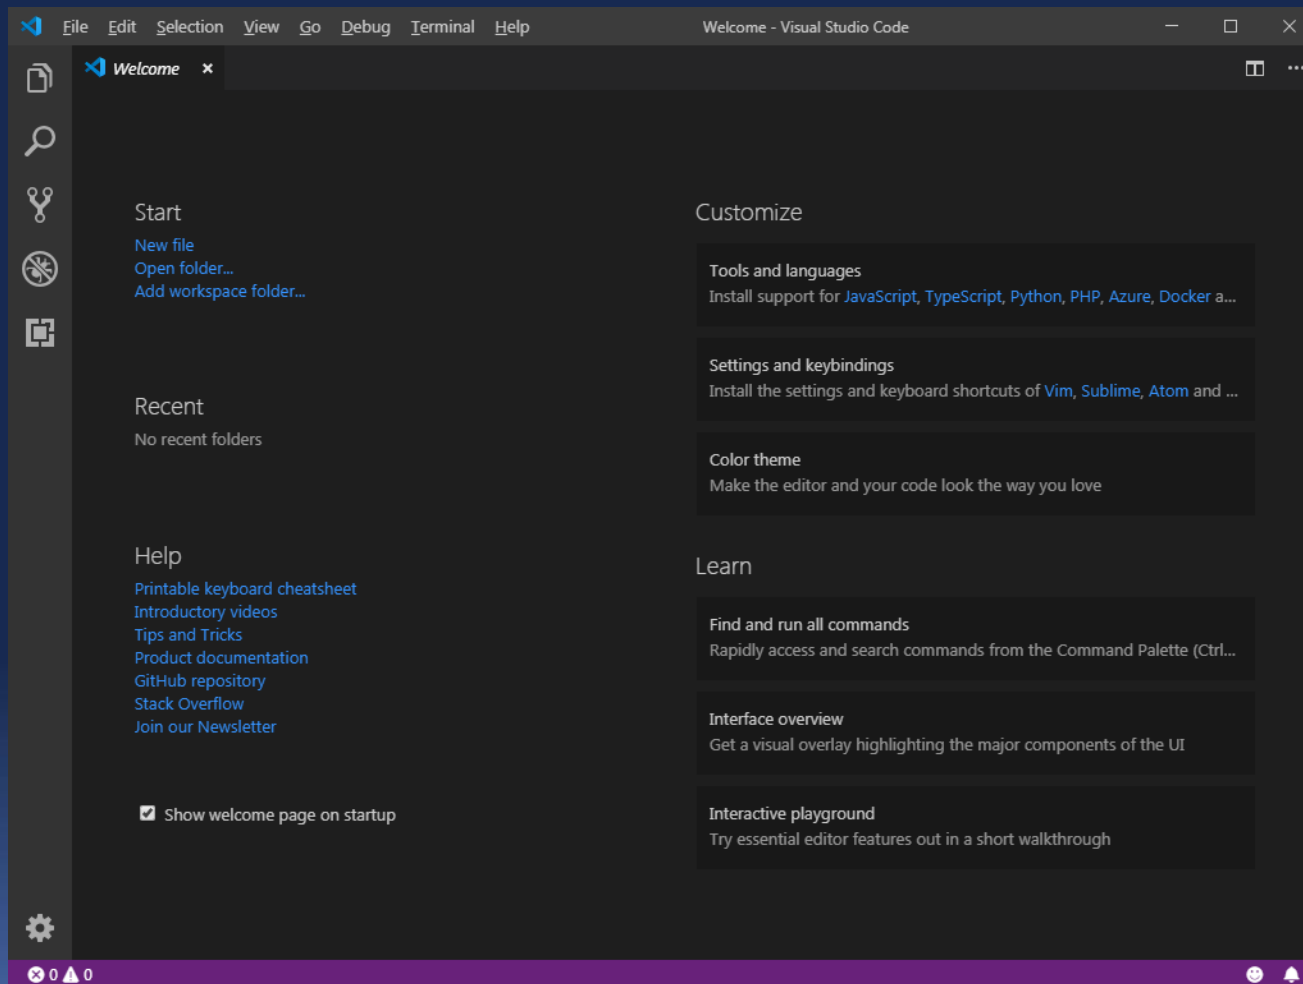 File Edit Selection View Go Debug Terminal Help Welcome - Visual Studio Code
Welcome
Start
New file
Open folder...
Add workspace folder...
Recent
No recent folders
Help
Printable keyboard cheatsheet
Introductory videos
Tips and Tricks
Product documentation
GitHub repository
Stack Overflow
Join our Newsletter
Show welcome page on startup
Customize
Tools and languages
Install support for JavaScript, TypeScript, Python, PHP, Azure, Docker a...
Settings and keybindings
Install the settings and keyboard shortcuts of Vim, Sublime, Atom and ...
Color theme
Make the editor and your code look the way you love
Learn
Find and run all commands
Rapidly access and search commands from the Command Palette (Ctrl...
Interface overview
Get a visual overlay highlighting the major components of the UI
Interactive playground
Try essential editor features out in a short walkthrough
0 0